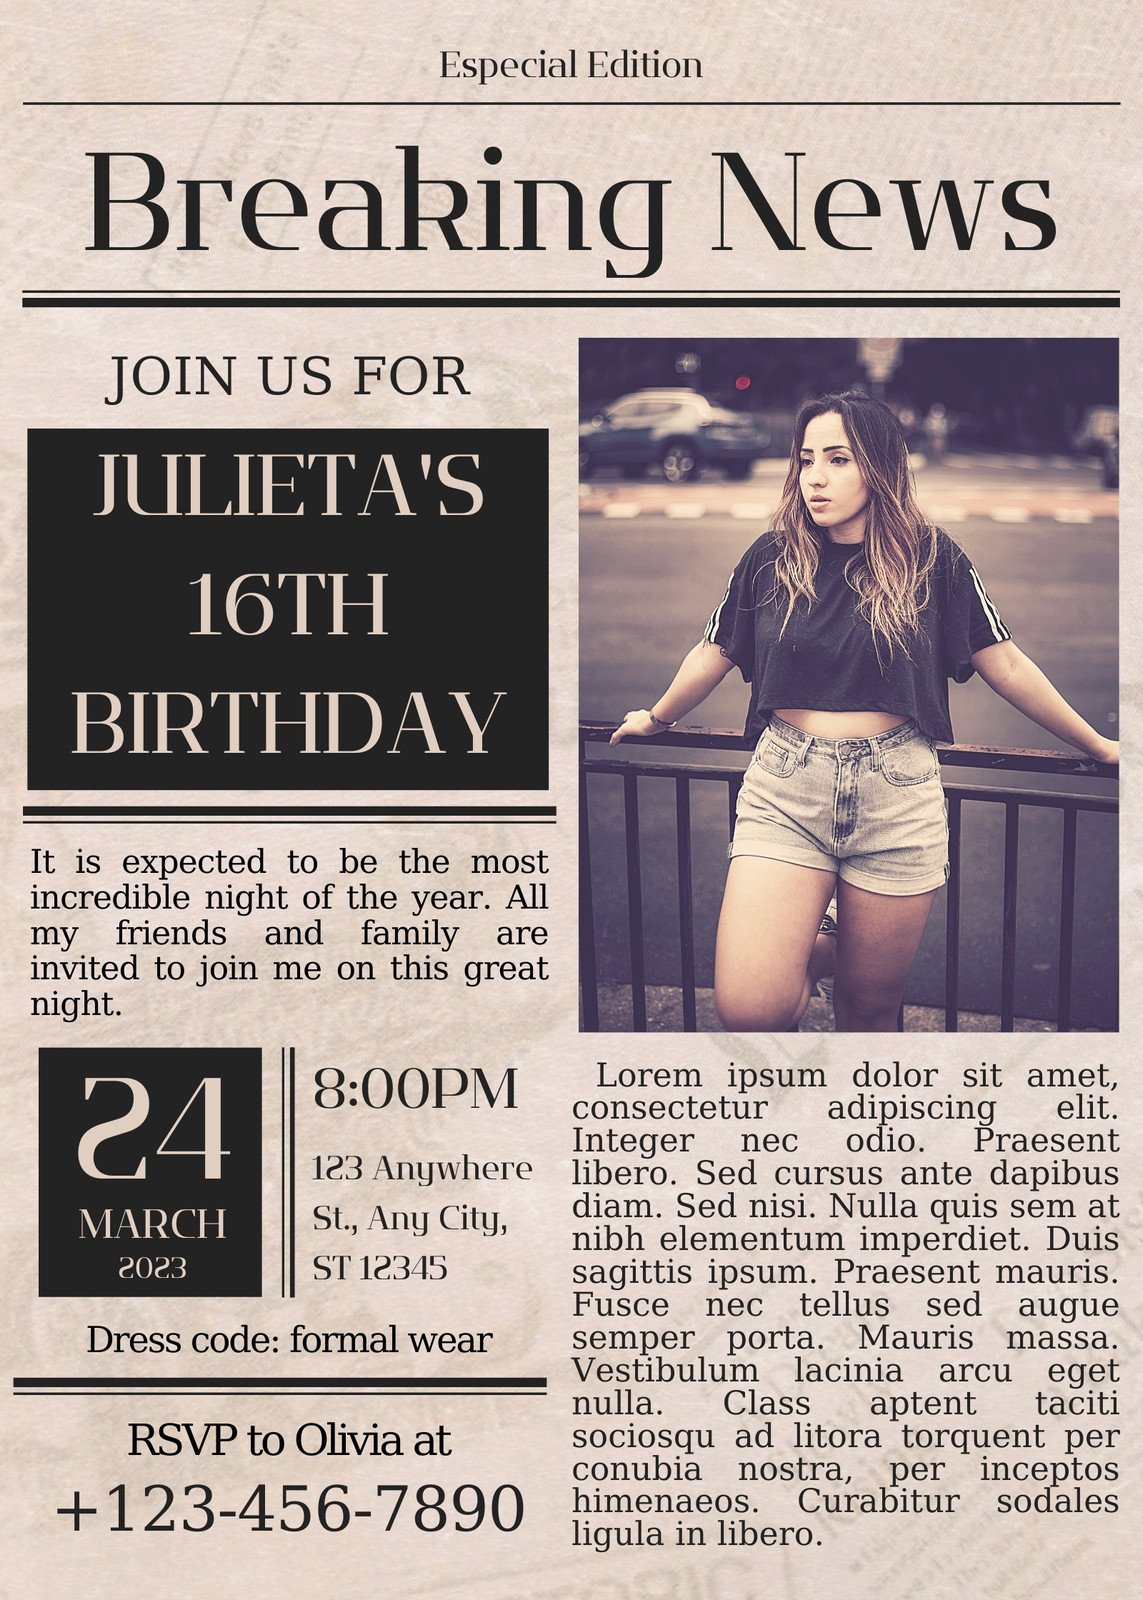 Especial Edition
Breaking News
JOIN US FOR
JULIETA'S
16TH
BIRTHDAY
It is expected to be the most
incredible night of the year. All
my friends and family are
invited to join me on this great
night.
24
MARCH
2023
8:00PM
123 Anywhere
St., Any City,
ST 12345
Dress code: formal wear
RSVP to Olivia at
+123-456-7890
Lorem ipsum dolor sit amet,
consectetur adipiscing elit.
Integer nec odio. Praesent
libero. Sed cursus ante dapibus
diam. Sed nisi. Nulla quis sem at
nibh elementum imperdiet. Duis
sagittis ipsum. Praesent mauris.
Fusce nec tellus sed augue
semper porta. Mauris massa.
Vestibulum lacinia arcu eget
nulla. Class aptent taciti
sociosqu ad litora torquent per
conubia nostra, per inceptos
himenaeos. Curabitur sodales
ligula in libero.